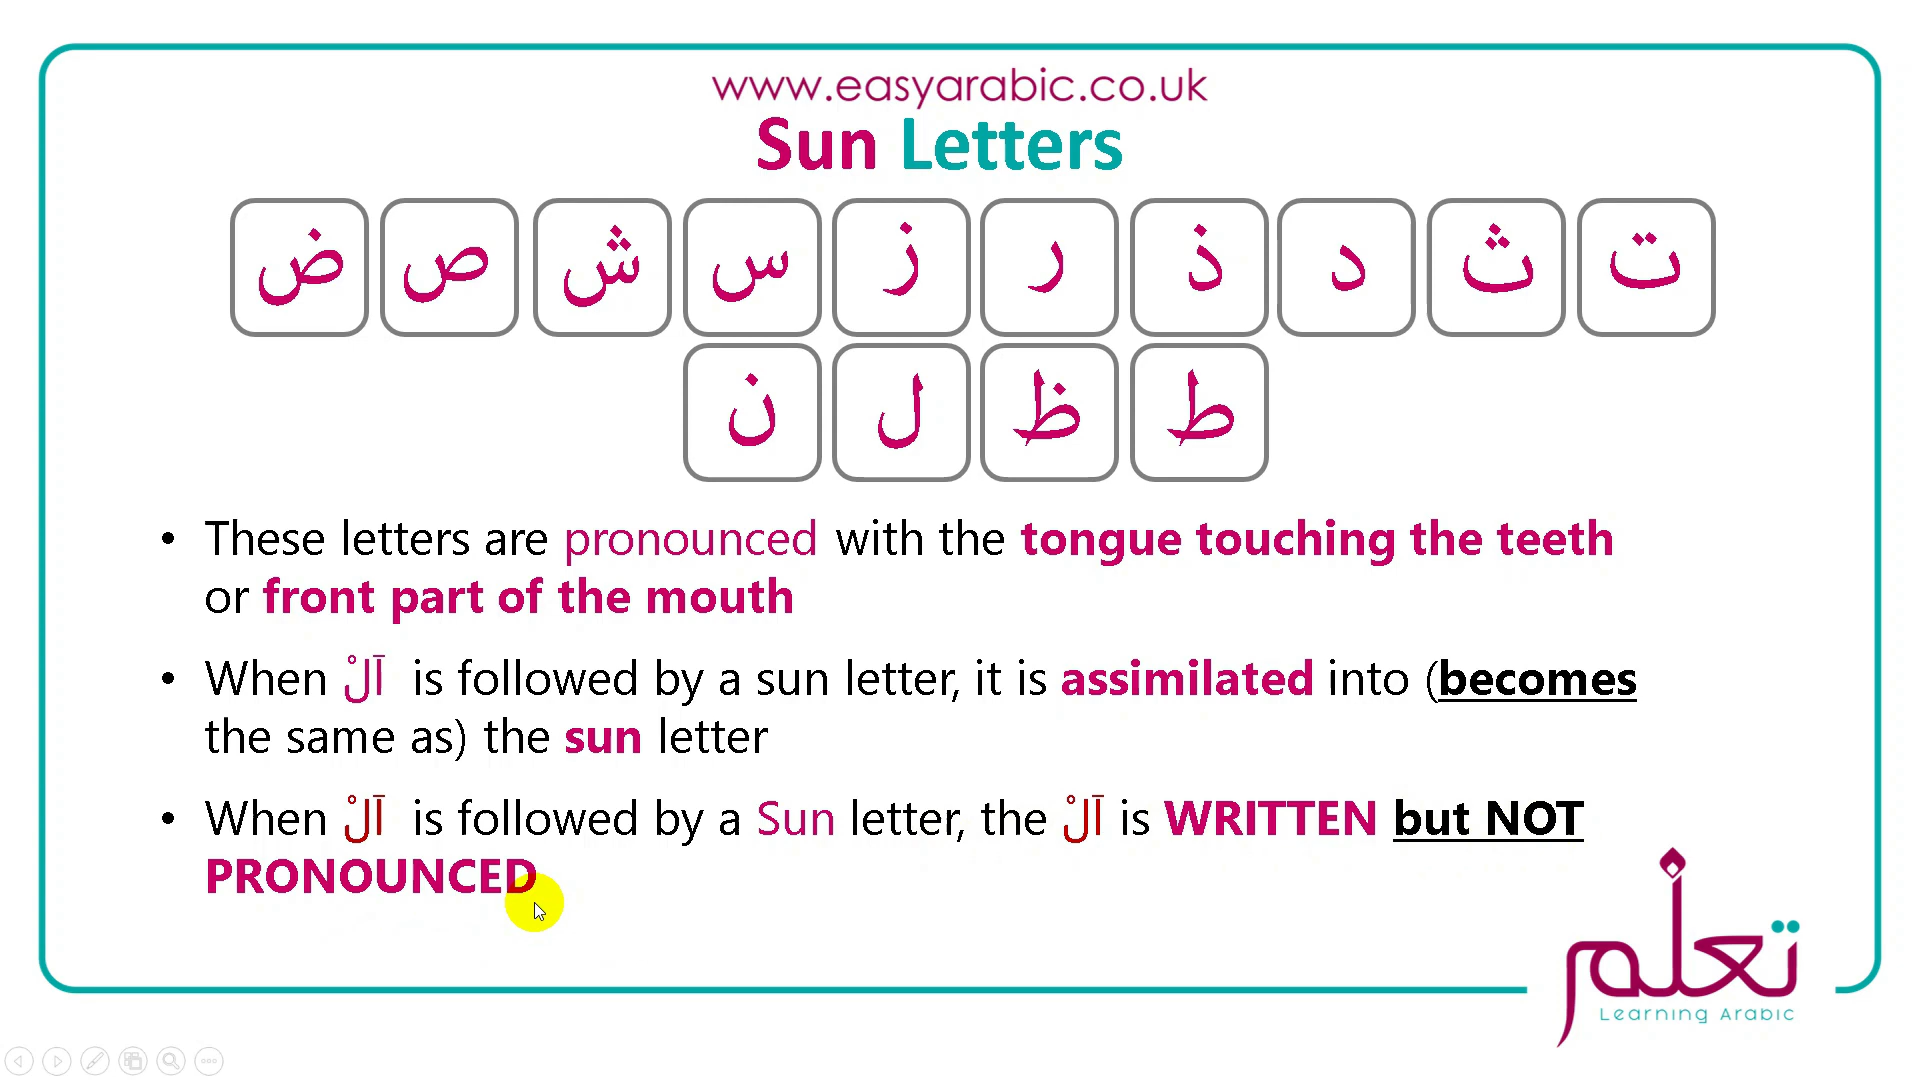 www.easyarabic.co.uk
Sun Letters
ت ث د ذ ر ز س ش ص ض
ط ظ ل ن
• These letters are pronounced with the tongue touching the teeth
or front part of the mouth
• When اَلْ is followed by a sun letter, it is assimilated into (becomes
the same as) the sun letter
• When اَلْ is followed by a Sun letter, the اَلْ is WRITTEN but NOT
PRONOUNCED
تعلم
Learning Arabic